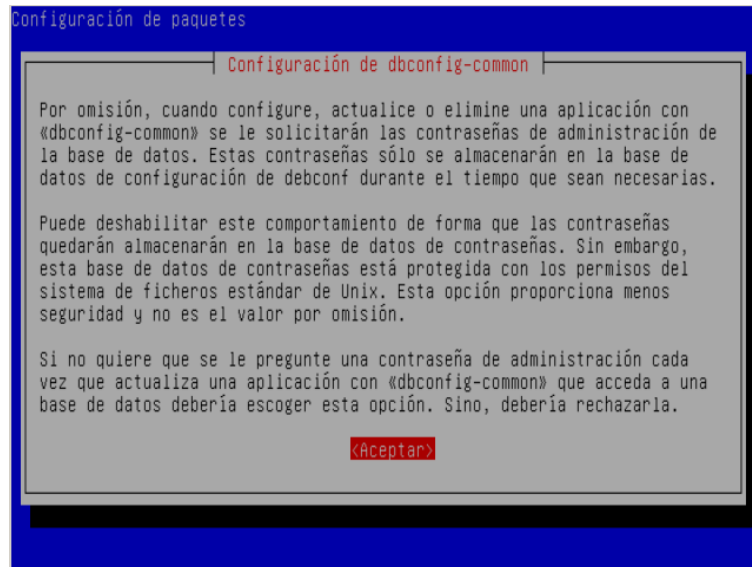 Configuración de paquetes
Configuración de dbconfig-common
Por omisión, cuando configure, actualice o elimine una aplicación con
«dbconfig-common» se le solicitarán las contraseñas de administración de
la base de datos. Estas contraseñas sólo se almacenarán en la base de
datos de configuración de debconf durante el tiempo que sean necesarias.
Puede deshabilitar este comportamiento de forma que las contraseñas
quedarán almacenarán en la base de datos de contraseñas. Sin embargo,
esta base de datos de contraseñas está protegida con los permisos del
sistema de ficheros estándar de Unix. Esta opción proporciona menos
seguridad y no es el valor por omisión.
Si no quiere que se le pregunte una contraseña de administración cada
vez que actualiza una aplicación con «dbconfig-common» que acceda a una
base de datos debería escoger esta opción. Sino, debería rechazarla.
<Aceptar>